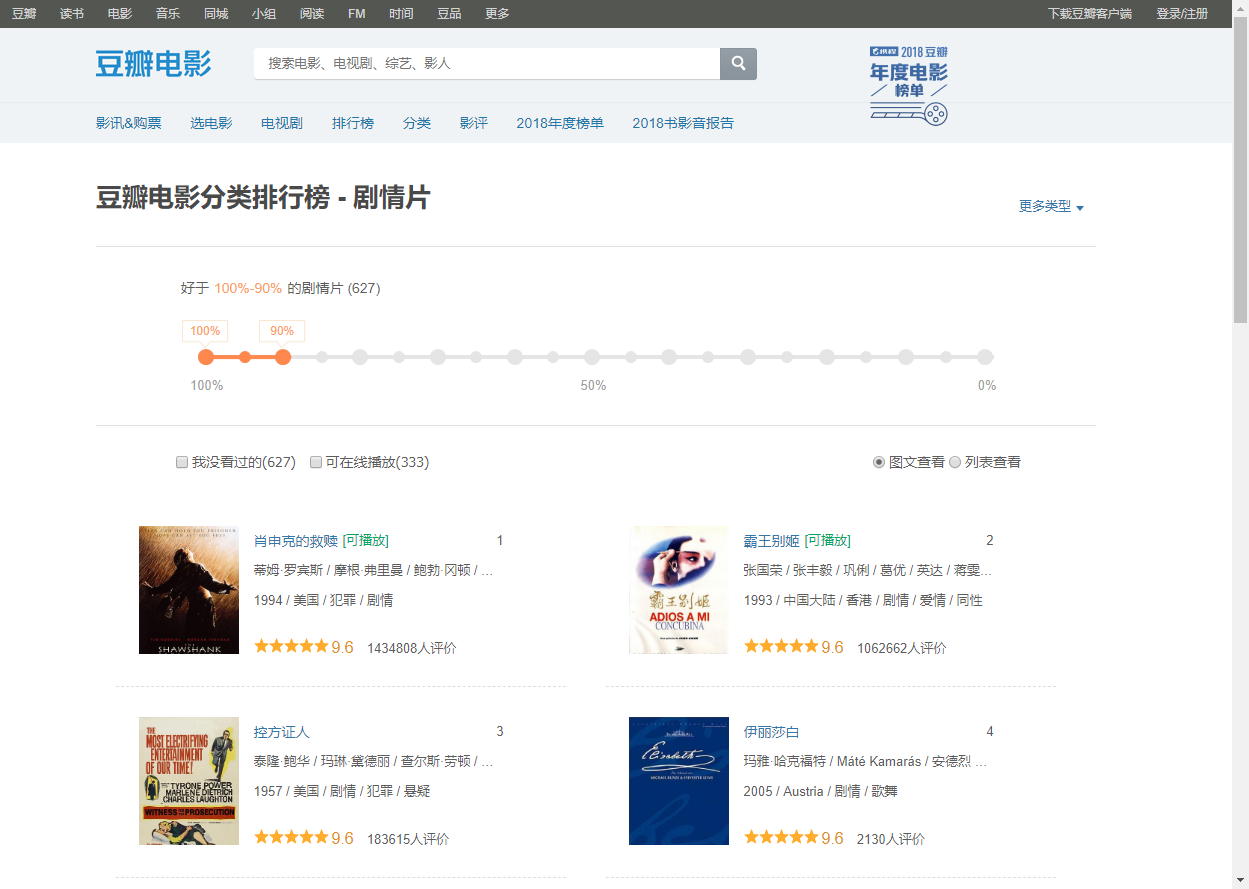 豆瓣 读书 电影 音乐 同城 小组 阅读 FM 时间 豆品 更多 下载豆瓣客户端 登录/注册
豆瓣电影
搜索电影、电视剧、综艺、影人
2018豆瓣
年度电影
榜单
影讯&购票 选电影 电视剧 排行榜 分类 影评 2018年度榜单 2018书影音报告
豆瓣电影分类排行榜 - 剧情片
更多类型
好于 100%-90% 的剧情片 (627)
100% 90%
100% 50% 0%
我没看过的(627) 可在线播放(333) 图文查看 列表查看
肖申克的救赎 [可播放] 1
蒂姆·罗宾斯 / 摩根·弗里曼 / 鲍勃·冈顿 / ...
1994 / 美国 / 犯罪 / 剧情
9.6 1434808人评价
SHAWSHANK
霸王别姬 [可播放] 2
张国荣 / 张丰毅 / 巩俐 / 葛优 / 英达 / 蒋雯...
1993 / 中国大陆 / 香港 / 剧情 / 爱情 / 同性
9.6 1062662人评价
霸王别姬
ADIOS A MI
CONCUBINA
控方证人 3
泰隆·鲍华 / 玛琳·黛德丽 / 查尔斯·劳顿 / ...
1957 / 美国 / 剧情 / 犯罪 / 悬疑
9.6 183615人评价
THE
MOST ELECTRIFYING
ENTERTAINMENT
OF OUR TIME!
TYRONE POWER
MARLENE DIETRICH
CHARLES LAUGHTON
WITNESS FOR THE PROSECUTION
伊丽莎白 4
玛雅·哈克福特 / Máté Kamarás / 安德烈 ...
2005 / Austria / 剧情 / 歌舞
9.6 2130人评价
Elisabeth